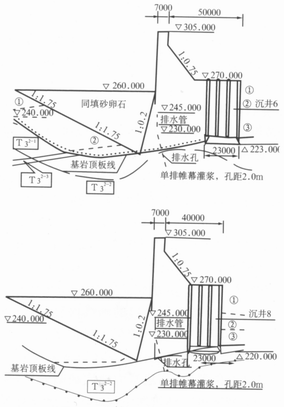 7000
50000
▽305.000
1:0.75
▽270.000
1:1.75
▽260.000
同填砂卵石
①
①
▽240.000
▽245.000
②
沉井6
排水管
1:0.2
▽230.000
③
1:1.75
②
T3
基岩顶板线
排水孔
23000
△223.000
T3
单排帷幕灌浆，孔距2.0m
7000
40000
▽305.000
1:0.75
▽270.000
▽260.000
①
1:1.75
▽245.000
沉井8
▽240.000
排水管
1:0.2
②
▽230.000
③
1:1.75
23000
▽220.000
基岩顶板线
排水孔
T3
单排帷幕灌浆，孔距2.0m